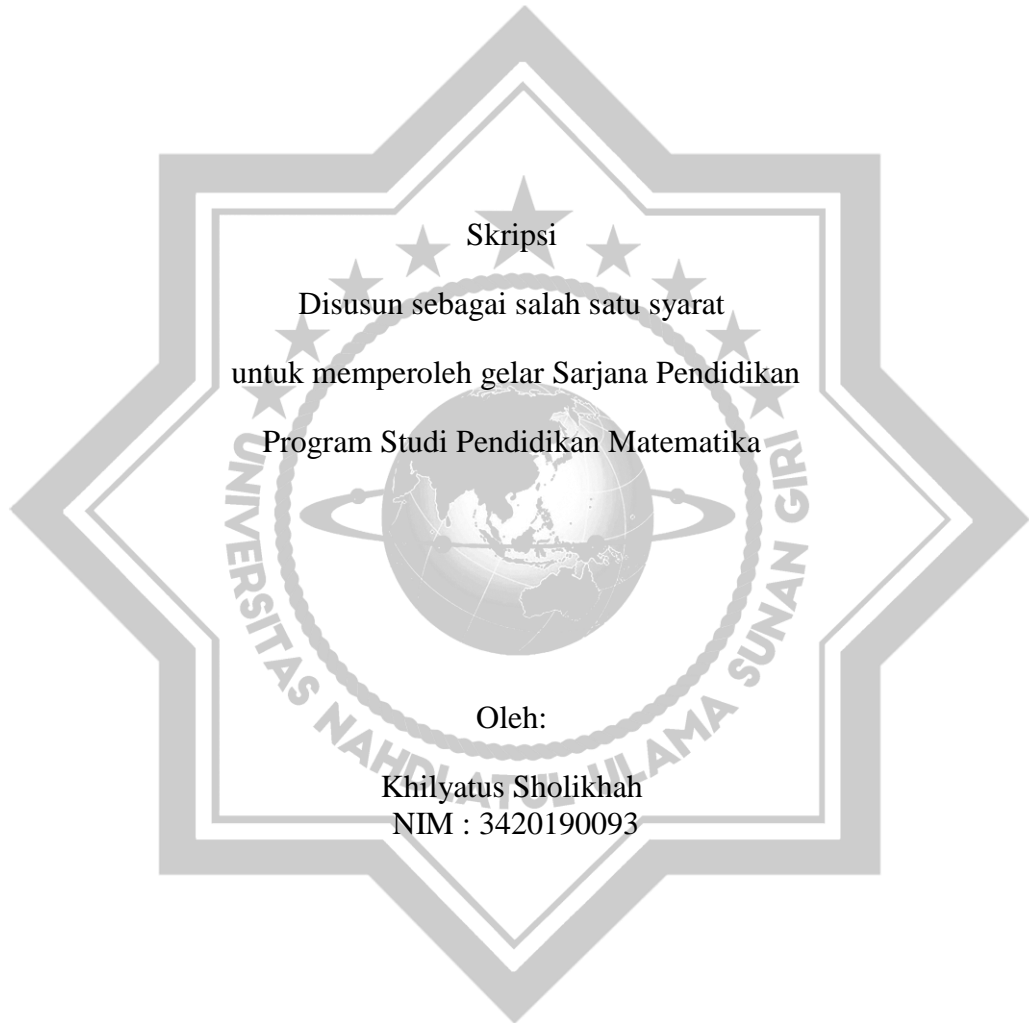 Skripsi
Disusun sebagai salah satu syarat
untuk memperoleh gelar Sarjana Pendidikan
Program Studi Pendidikan Matematika
UNIVERSITAS NAHDLATUL ULAMA SUNAN GIRI
Oleh:
Khilyatus Sholikhah
NIM : 3420190093